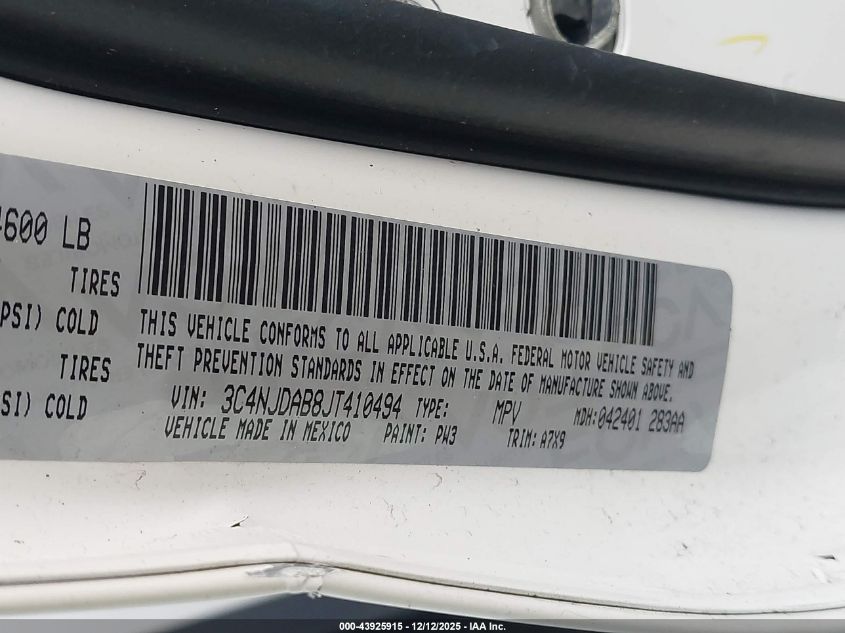 4600 LB
TIRES
PSI) COLD
TIRES
SI) COLD
THIS VEHICLE CONFORMS TO ALL APPLICABLE U.S.A. FEDERAL MOTOR VEHICLE SAFETY AND
THEFT PREVENTION STANDARDS IN EFFECT ON THE DATE OF MANUFACTURE SHOWN ABOVE.
VIN: 3C4NJDAB8JT410494 TYPE: MPV MDH:042401 283AA
VEHICLE MADE IN MEXICO PAINT: PW3 TRIM: A7X9
000-43925915 - 12/12/2025 - IAA Inc.